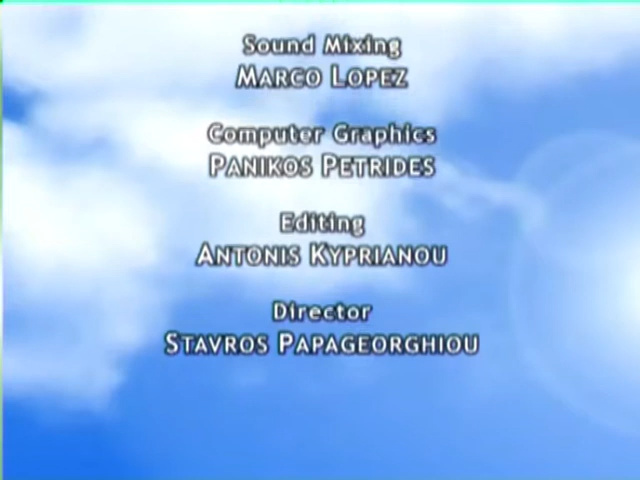 Sound Mixing
MARCO LOPEZ
Computer Graphics
PANIKOS PETRIDES
Editing
ANTONIS KYPRIANOU
Director
STAVROS PAPAGEORGHIOU